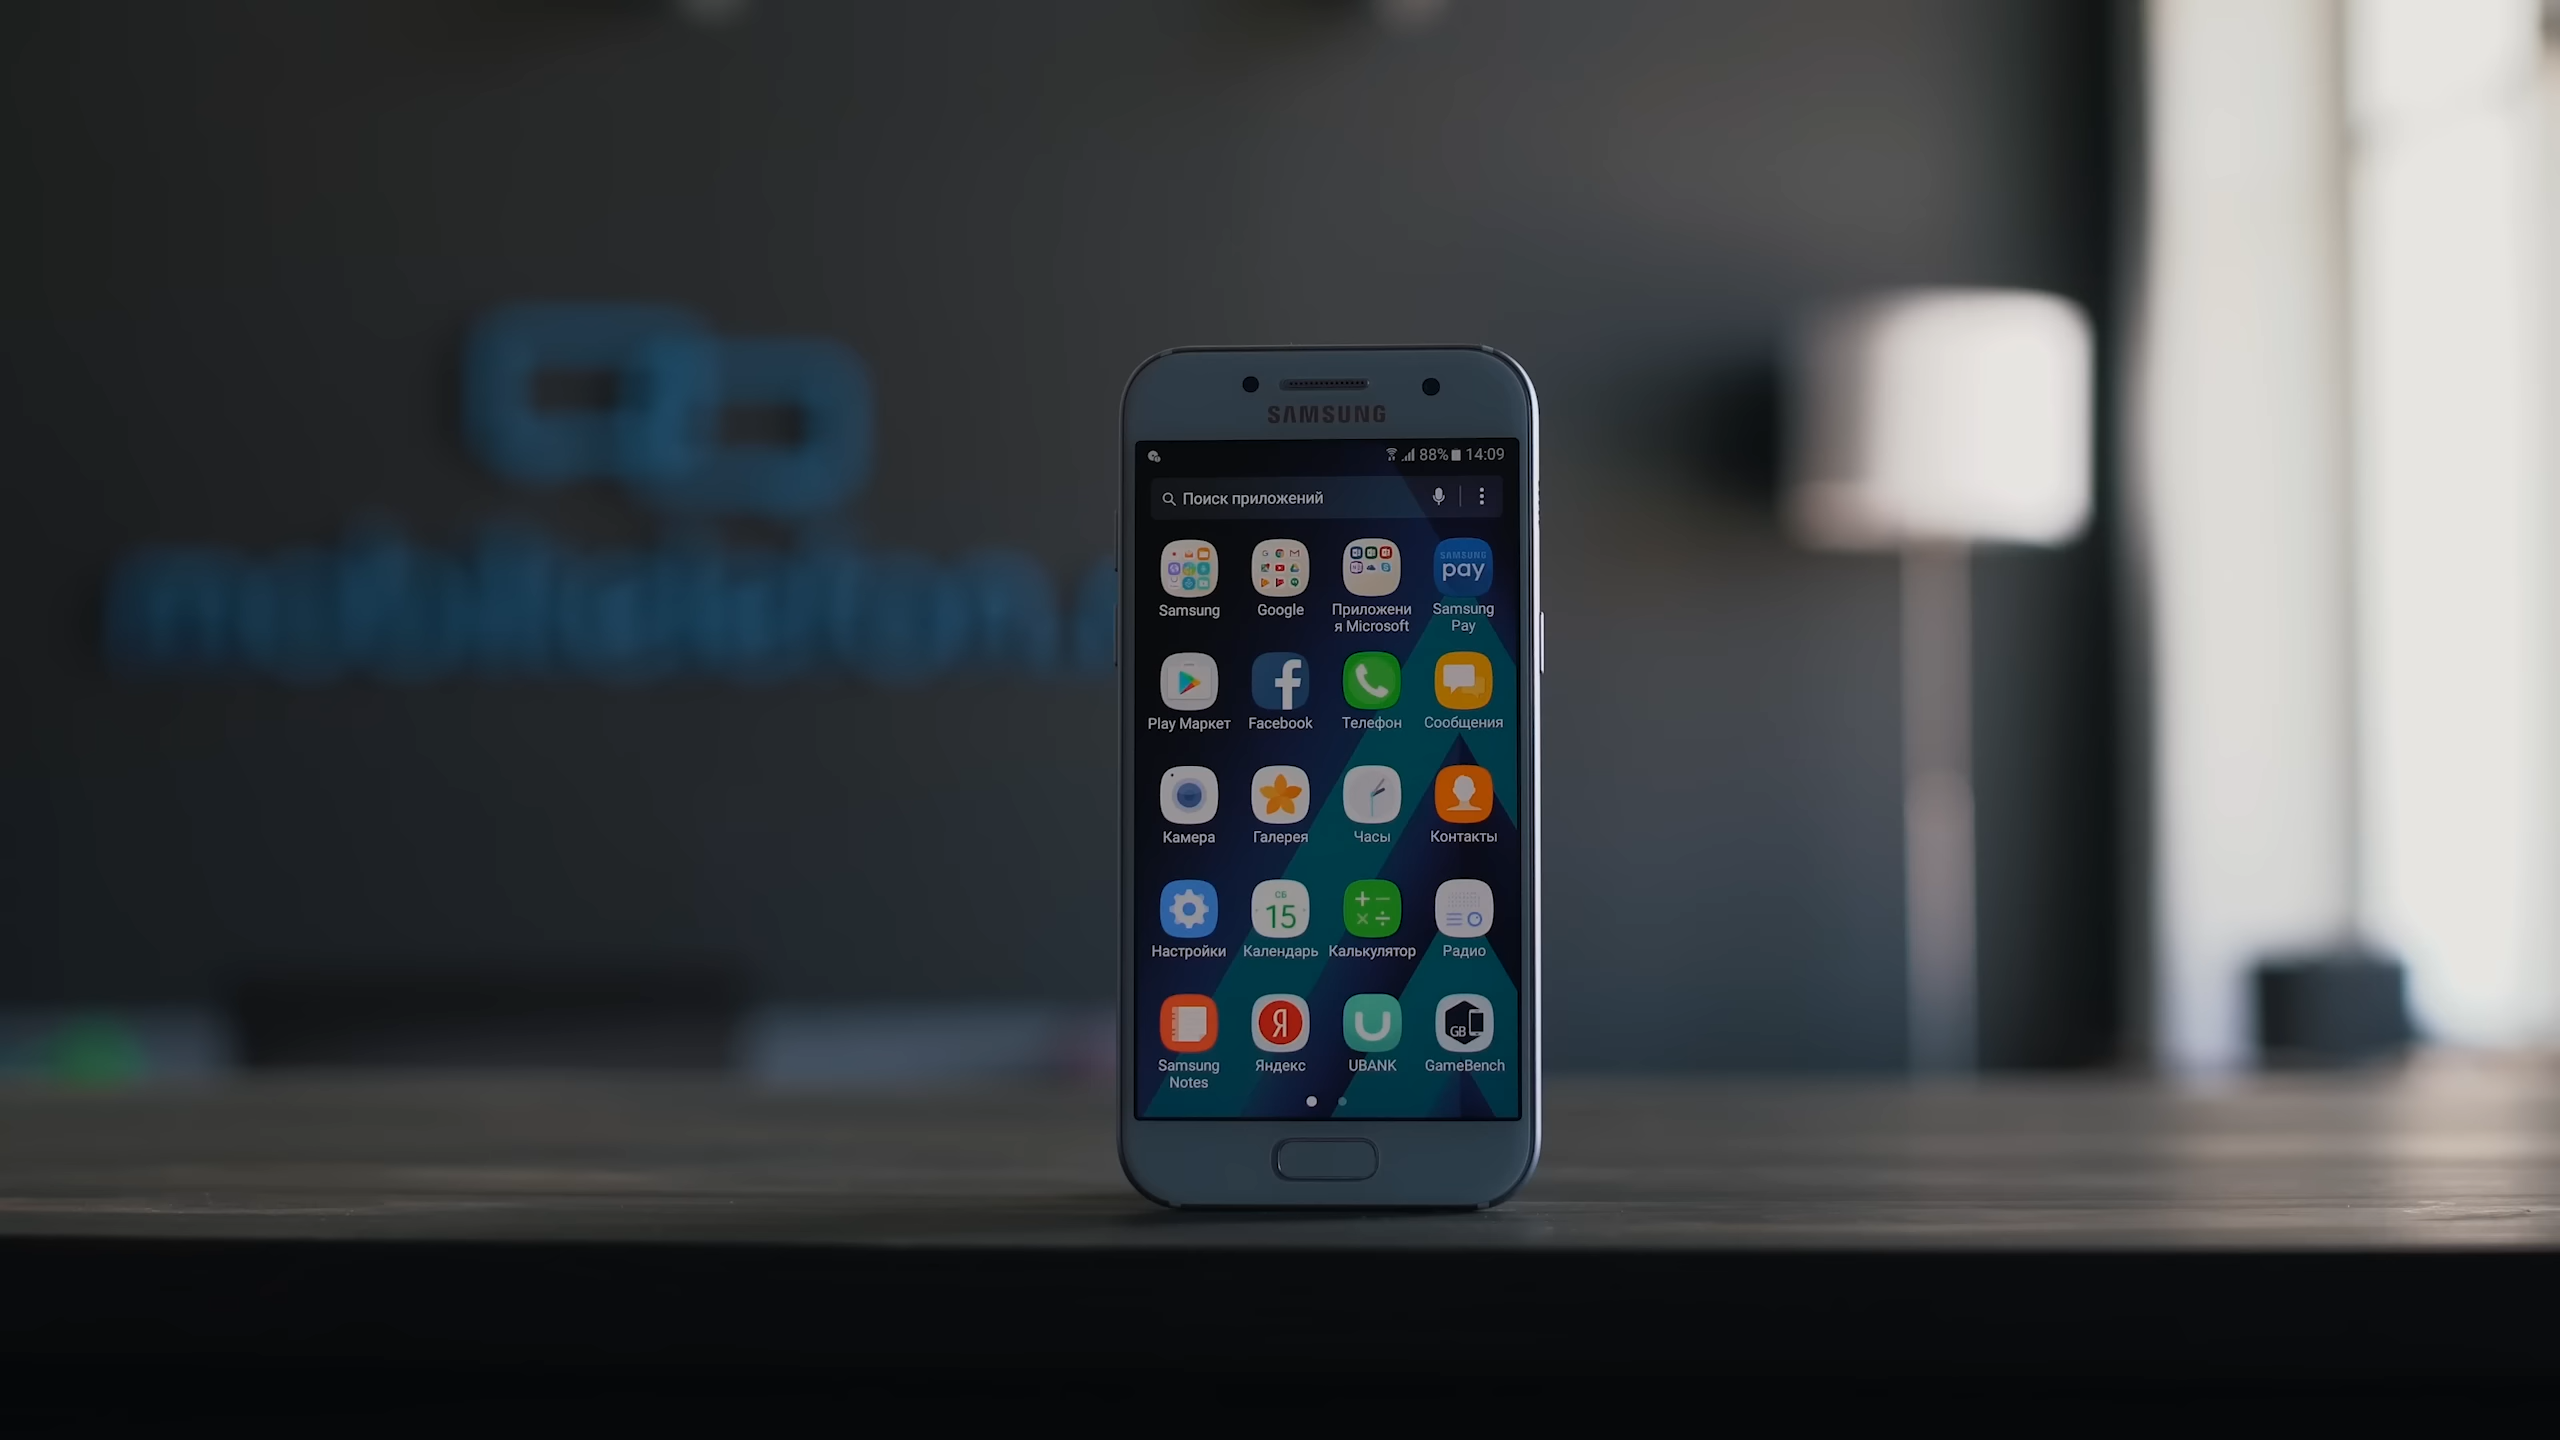 SAMSUNG
88% 14:09
Поиск приложений
SAMSUNG
pay
Samsung Google Приложени Samsung
я Microsoft Pay
Play Маркет Facebook Телефон Сообщения
Камера Галерея Часы Контакты
СБ
15
Настройки Календарь Калькулятор Радио
Я
GB
Samsung Яндекс UBANK GameBench
Notes